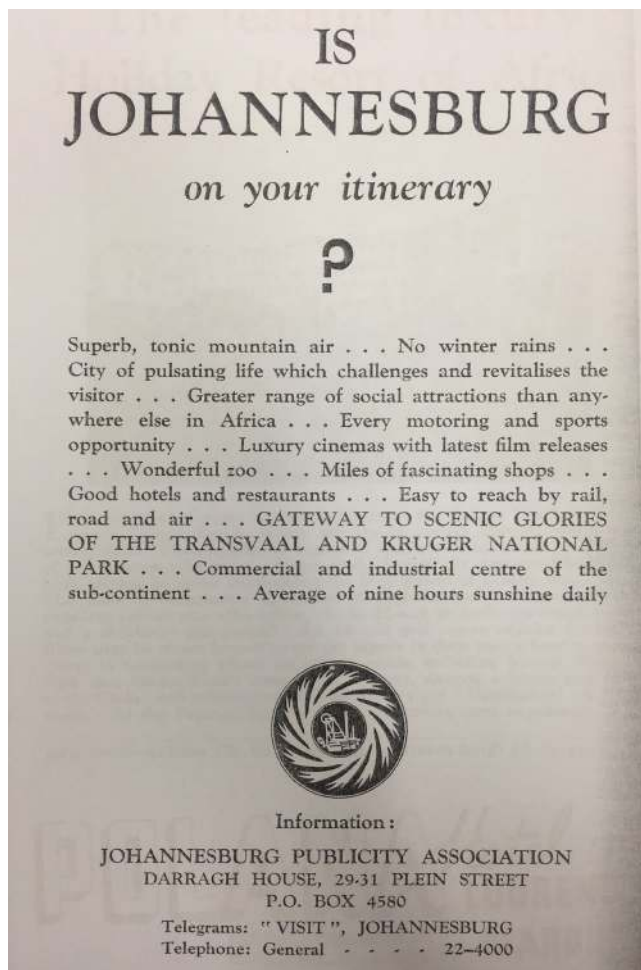 IS
JOHANNESBURG
on your itinerary
?
Superb, tonic mountain air . . . No winter rains . . .
City of pulsating life which challenges and revitalises the
visitor . . . Greater range of social attractions than any-
where else in Africa . . . Every motoring and sports
opportunity . . . Luxury cinemas with latest film releases
. . . Wonderful zoo . . . Miles of fascinating shops . . .
Good hotels and restaurants . . . Easy to reach by rail,
road and air . . . GATEWAY TO SCENIC GLORIES
OF THE TRANSVAAL AND KRUGER NATIONAL
PARK . . . Commercial and industrial centre of the
sub-continent . . . Average of nine hours sunshine daily
Information :
JOHANNESBURG PUBLICITY ASSOCIATION
DARRAGH HOUSE, 29-31 PLEIN STREET
P.O. BOX 4580
Telegrams: "VISIT", JOHANNESBURG
Telephone: General - - - - 22-4000